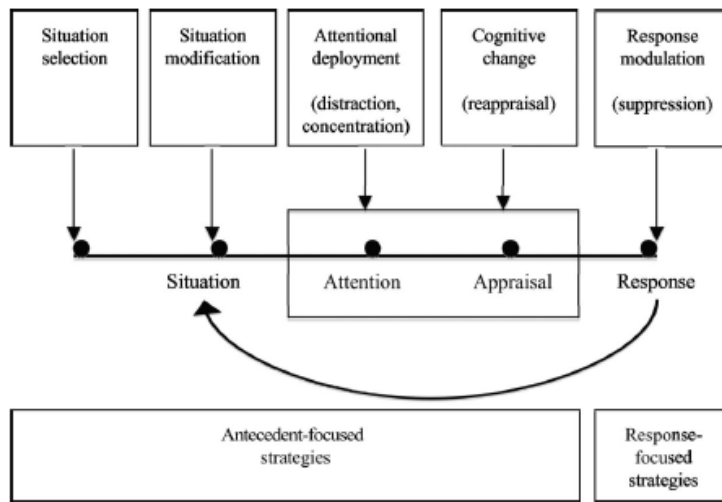 Situation
selection
Situation
modification
Attentional
deployment
(distraction,
concentration)
Cognitive
change
(reappraisal)
Response
modulation
(suppression)
Situation
Attention
Appraisal
Response
Antecedent-focused
strategies
Response-
focused
strategies